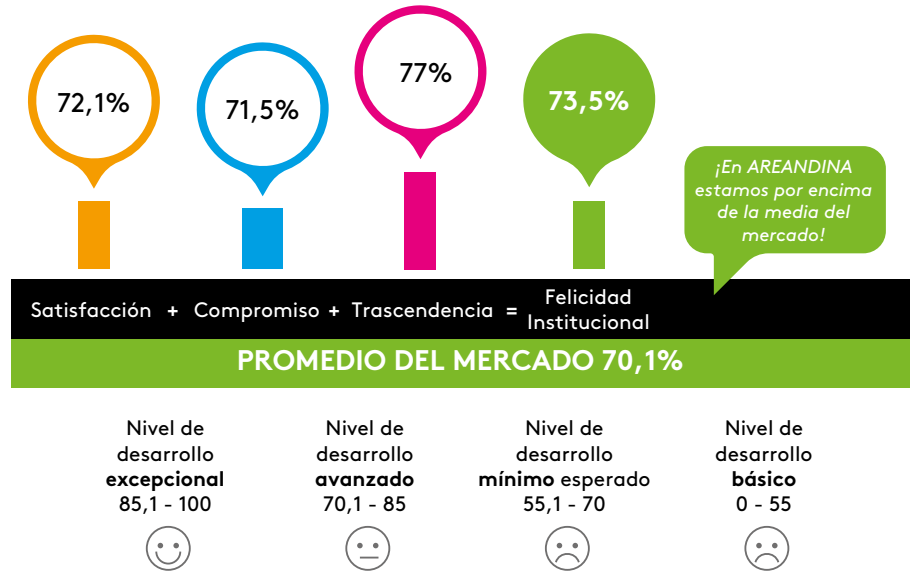 72,1%
71,5%
77%
73,5%
¡En AREANDINA
estamos por encima
de la media del
mercado!
Satisfacción + Compromiso + Trascendencia = Felicidad
Institucional
PROMEDIO DEL MERCADO 70,1%
Nivel de
desarrollo
excepcional
85,1 - 100
Nivel de
desarrollo
avanzado
70,1 - 85
Nivel de
desarrollo
mínimo esperado
55,1 - 70
Nivel de
desarrollo
básico
0 - 55